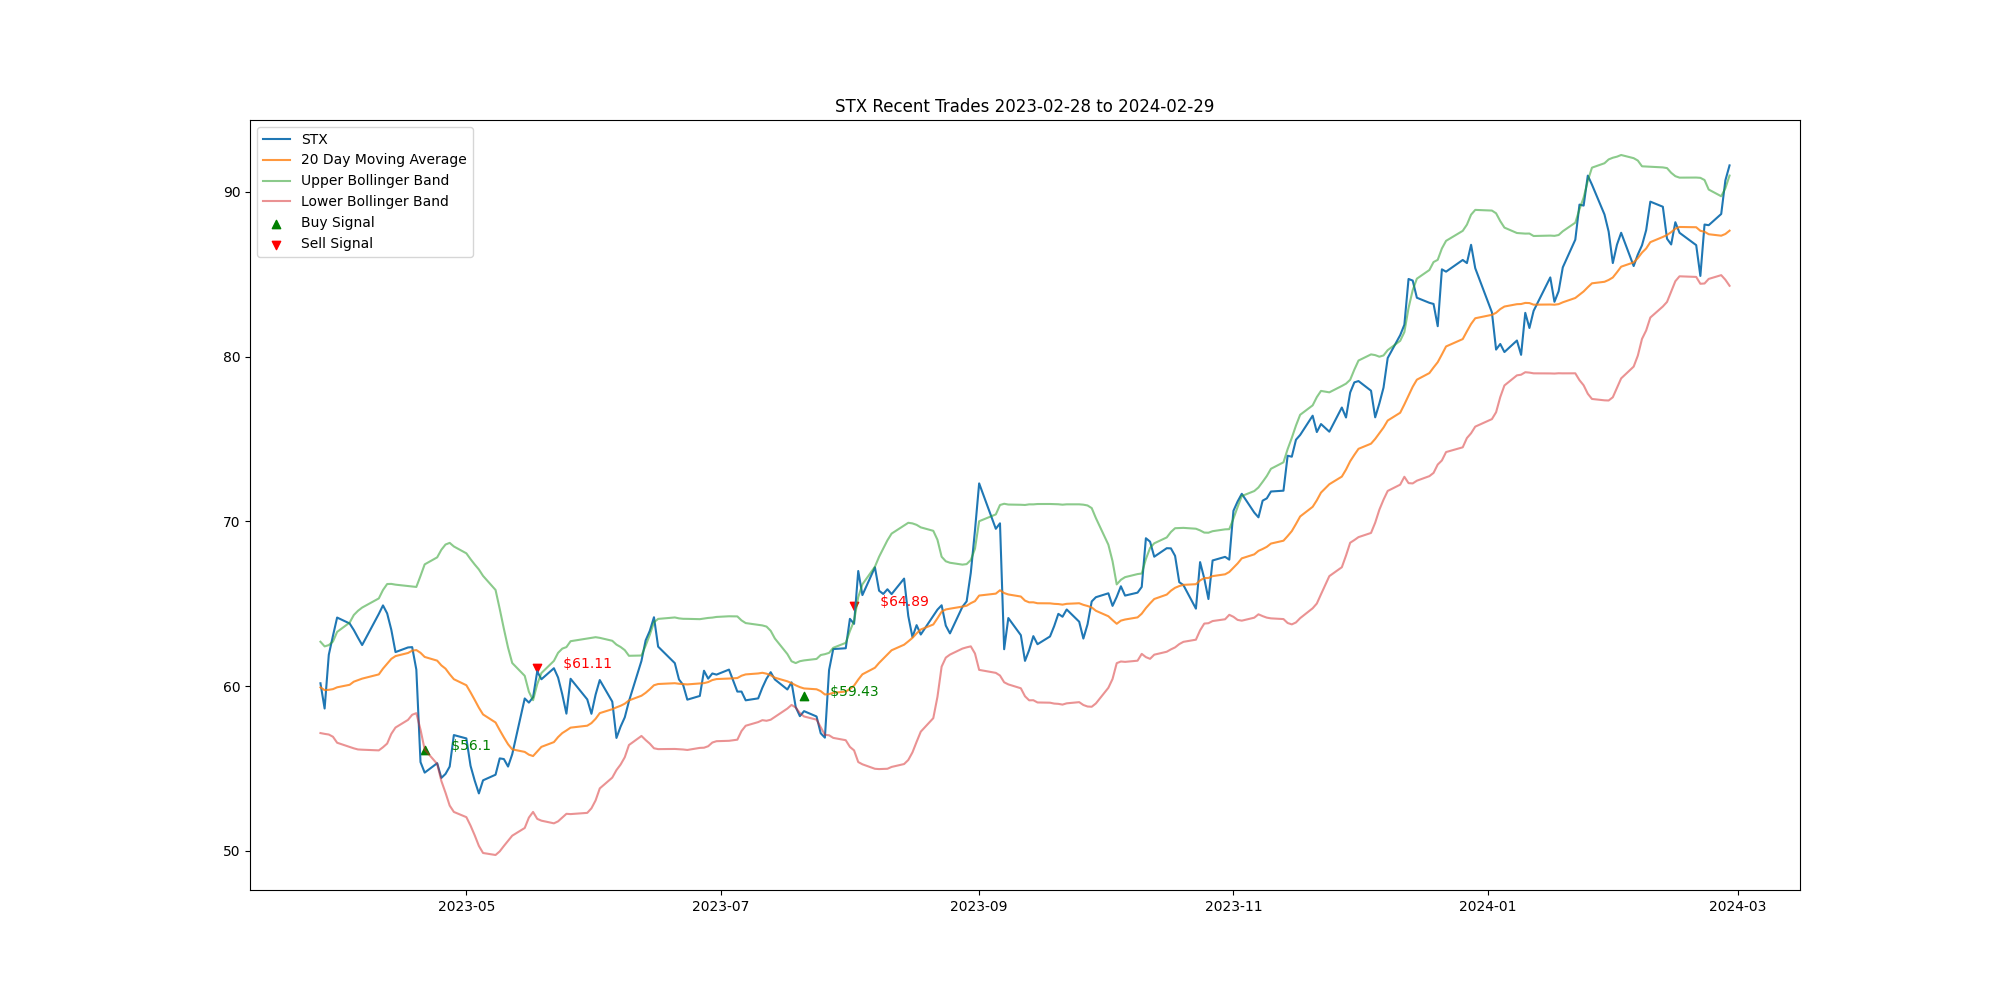 STX Recent Trades 2023-02-28 to 2024-02-29
STX
20 Day Moving Average
Upper Bollinger Band
Lower Bollinger Band
Buy Signal
Sell Signal
90
80
70
60
50
$64.89
$61.11
$59.43
$56.1
2023-05
2023-07
2023-09
2023-11
2024-01
2024-03